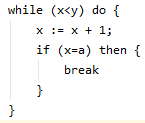 while (x<y) do {
    x := x + 1;
    if (x=a) then {
        break
    }
}